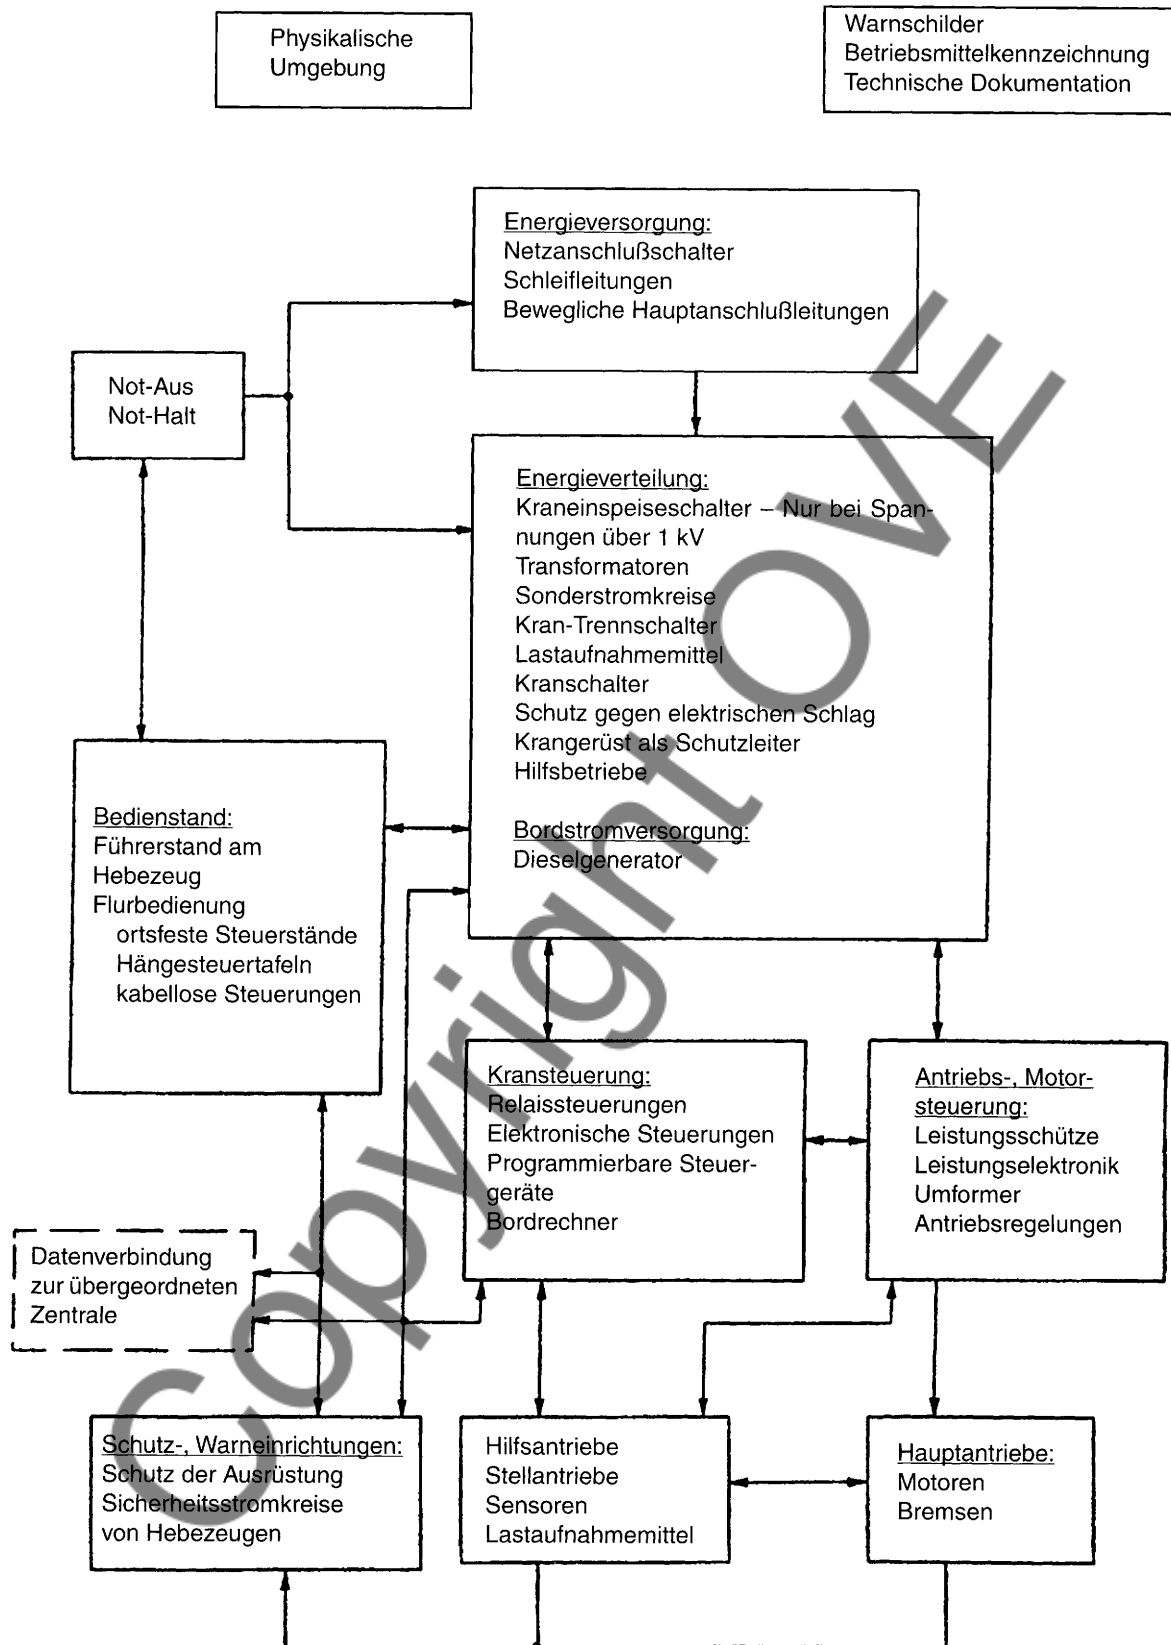 Physikalische
Umgebung
Warnschilder
Betriebsmittelkennzeichnung
Technische Dokumentation
Energieversorgung:
Netzanschlußschalter
Schleifleitungen
Bewegliche Hauptanschlußleitungen
Not-Aus
Not-Halt
Energieverteilung:
Kraneinspeiseschalter – Nur bei Span-
nungen über 1 kV
Transformatoren
Sonderstromkreise
Kran-Trennschalter
Lastaufnahmemittel
Kranschalter
Schutz gegen elektrischen Schlag
Krangerüst als Schutzleiter
Hilfsbetriebe
Bordstromversorgung:
Dieselgenerator
Bedienstand:
Führerstand am
Hebezeug
Flurbedienung
ortsfeste Steuerstände
Hängesteuertafeln
kabellose Steuerungen
Kransteuerung:
Relaissteuerungen
Elektronische Steuerungen
Programmierbare Steuer-
geräte
Bordrechner
Antriebs-, Motor-
steuerung:
Leistungsschütze
Leistungselektronik
Umformer
Antriebsregelungen
Datenverbindung
zur übergeordneten
Zentrale
Schutz-, Warneinrichtungen:
Schutz der Ausrüstung
Sicherheitsstromkreise
von Hebezeugen
Hilfsantriebe
Stellantriebe
Sensoren
Lastaufnahmemittel
Hauptantriebe:
Motoren
Bremsen
Copyright OVE